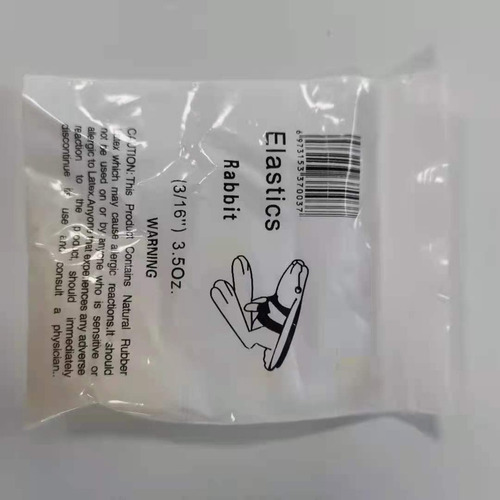 6973153370037
Elastics
Rabbit
(3/16") 3.5Oz.
WARNING
CAUTION:This Product Contains Natural Rubber
Latex which may cause allergic reactions.It should
not be used on or by anyone who is sensitive or
allergic to Latex.Anyone that experiences any adverse
reaction to the product, should immediately
discontinue its use and consult a physician..